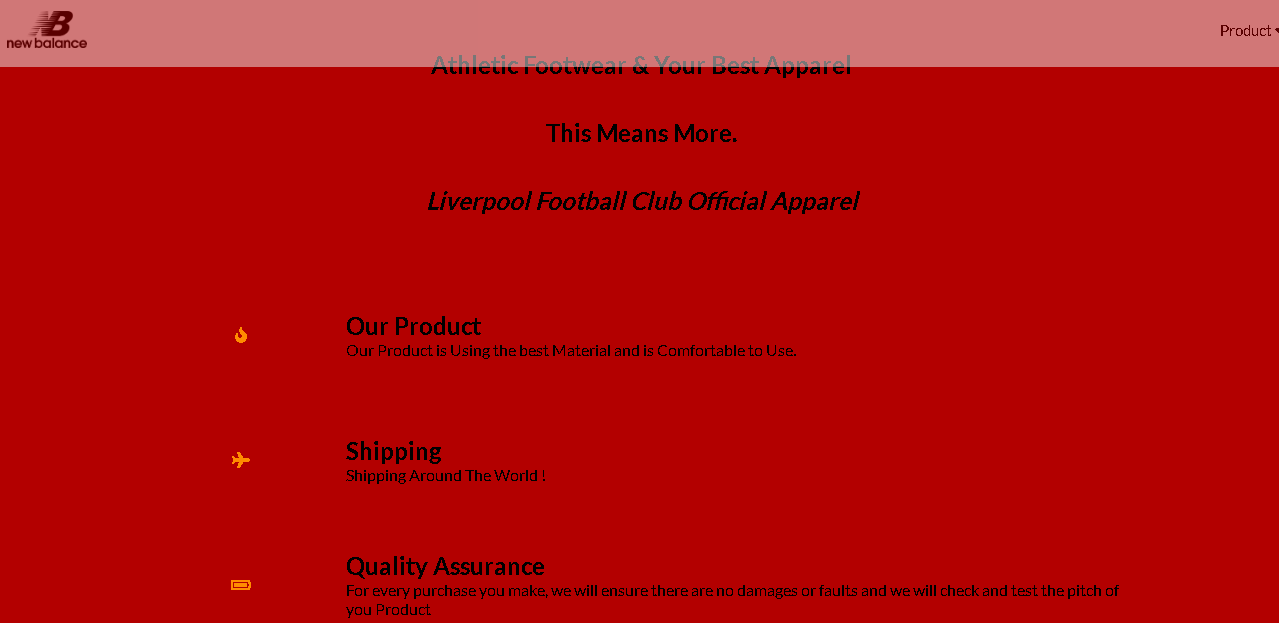 new balance
Product
Athletic Footwear & Your Best Apparel
This Means More.
Liverpool Football Club Official Apparel
Our Product
Our Product is Using the best Material and is Comfortable to Use.
Shipping
Shipping Around The World !
Quality Assurance
For every purchase you make, we will ensure there are no damages or faults and we will check and test the pitch of
you Product